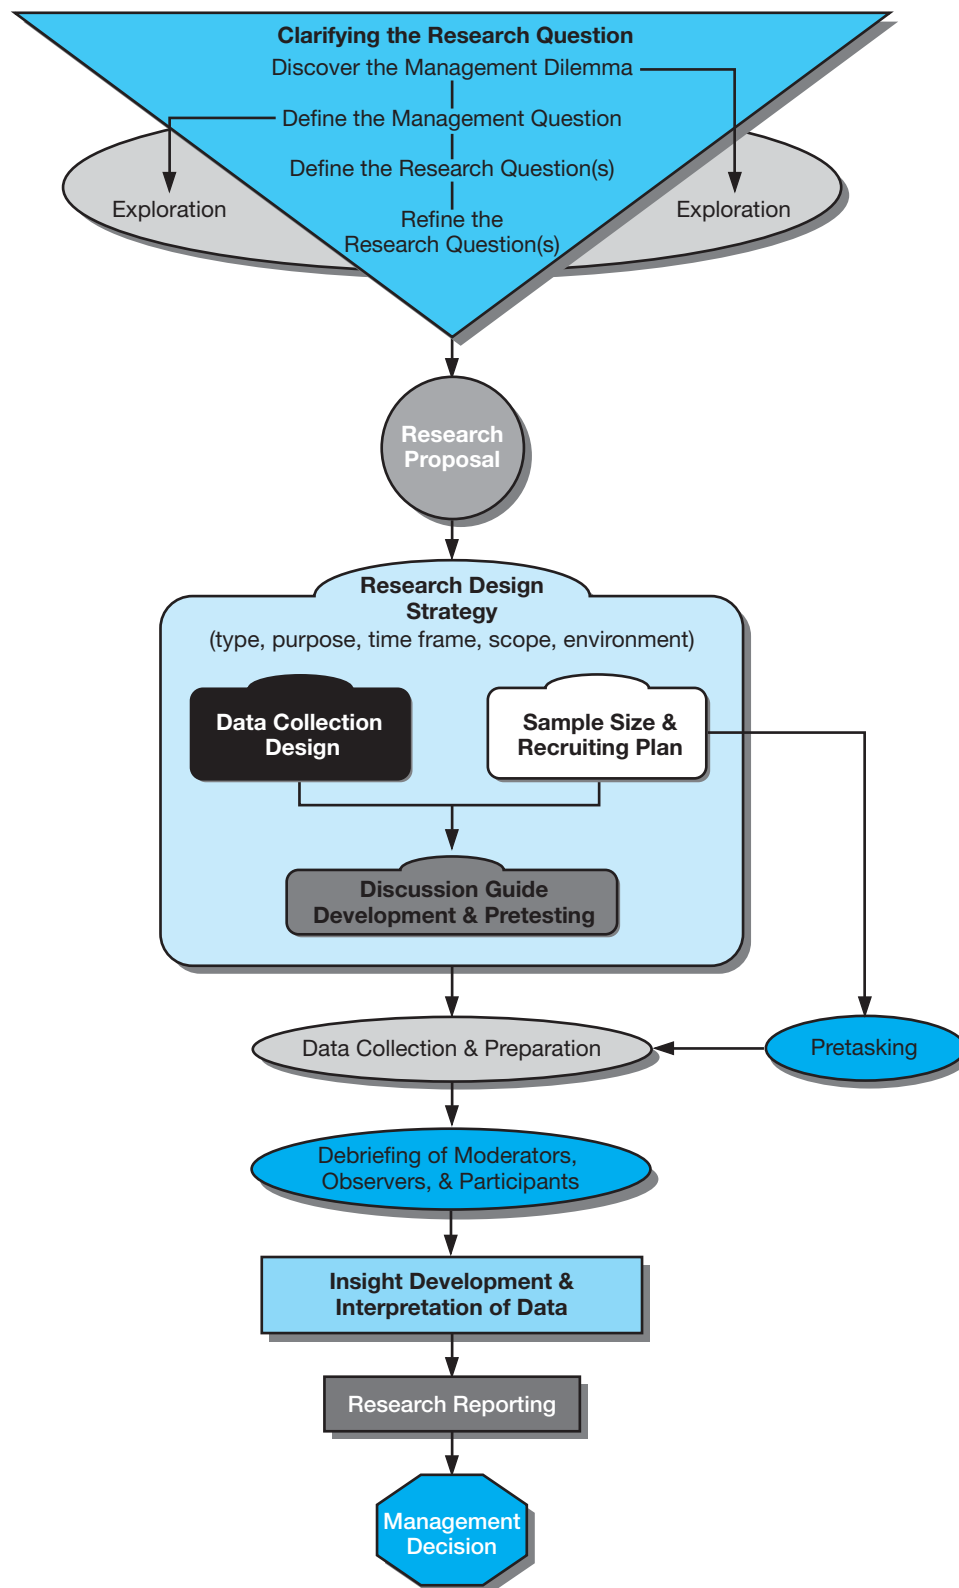 Clarifying the Research Question
Discover the Management Dilemma
Define the Management Question
Define the Research Question(s)
Exploration
Exploration
Refine the
Research Question(s)
Research
Proposal
Research Design
Strategy
(type, purpose, time frame, scope, environment)
Data Collection
Design
Sample Size &
Recruiting Plan
Discussion Guide
Development & Pretesting
Data Collection & Preparation
Pretasking
Debriefing of Moderators,
Observers, & Participants
Insight Development &
Interpretation of Data
Research Reporting
Management
Decision